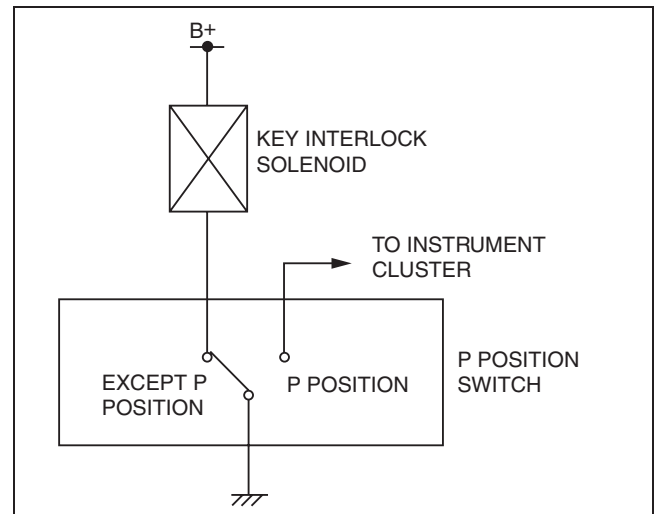 B+
KEY INTERLOCK
SOLENOID
TO INSTRUMENT
CLUSTER
EXCEPT P
POSITION
P POSITION
P POSITION
SWITCH